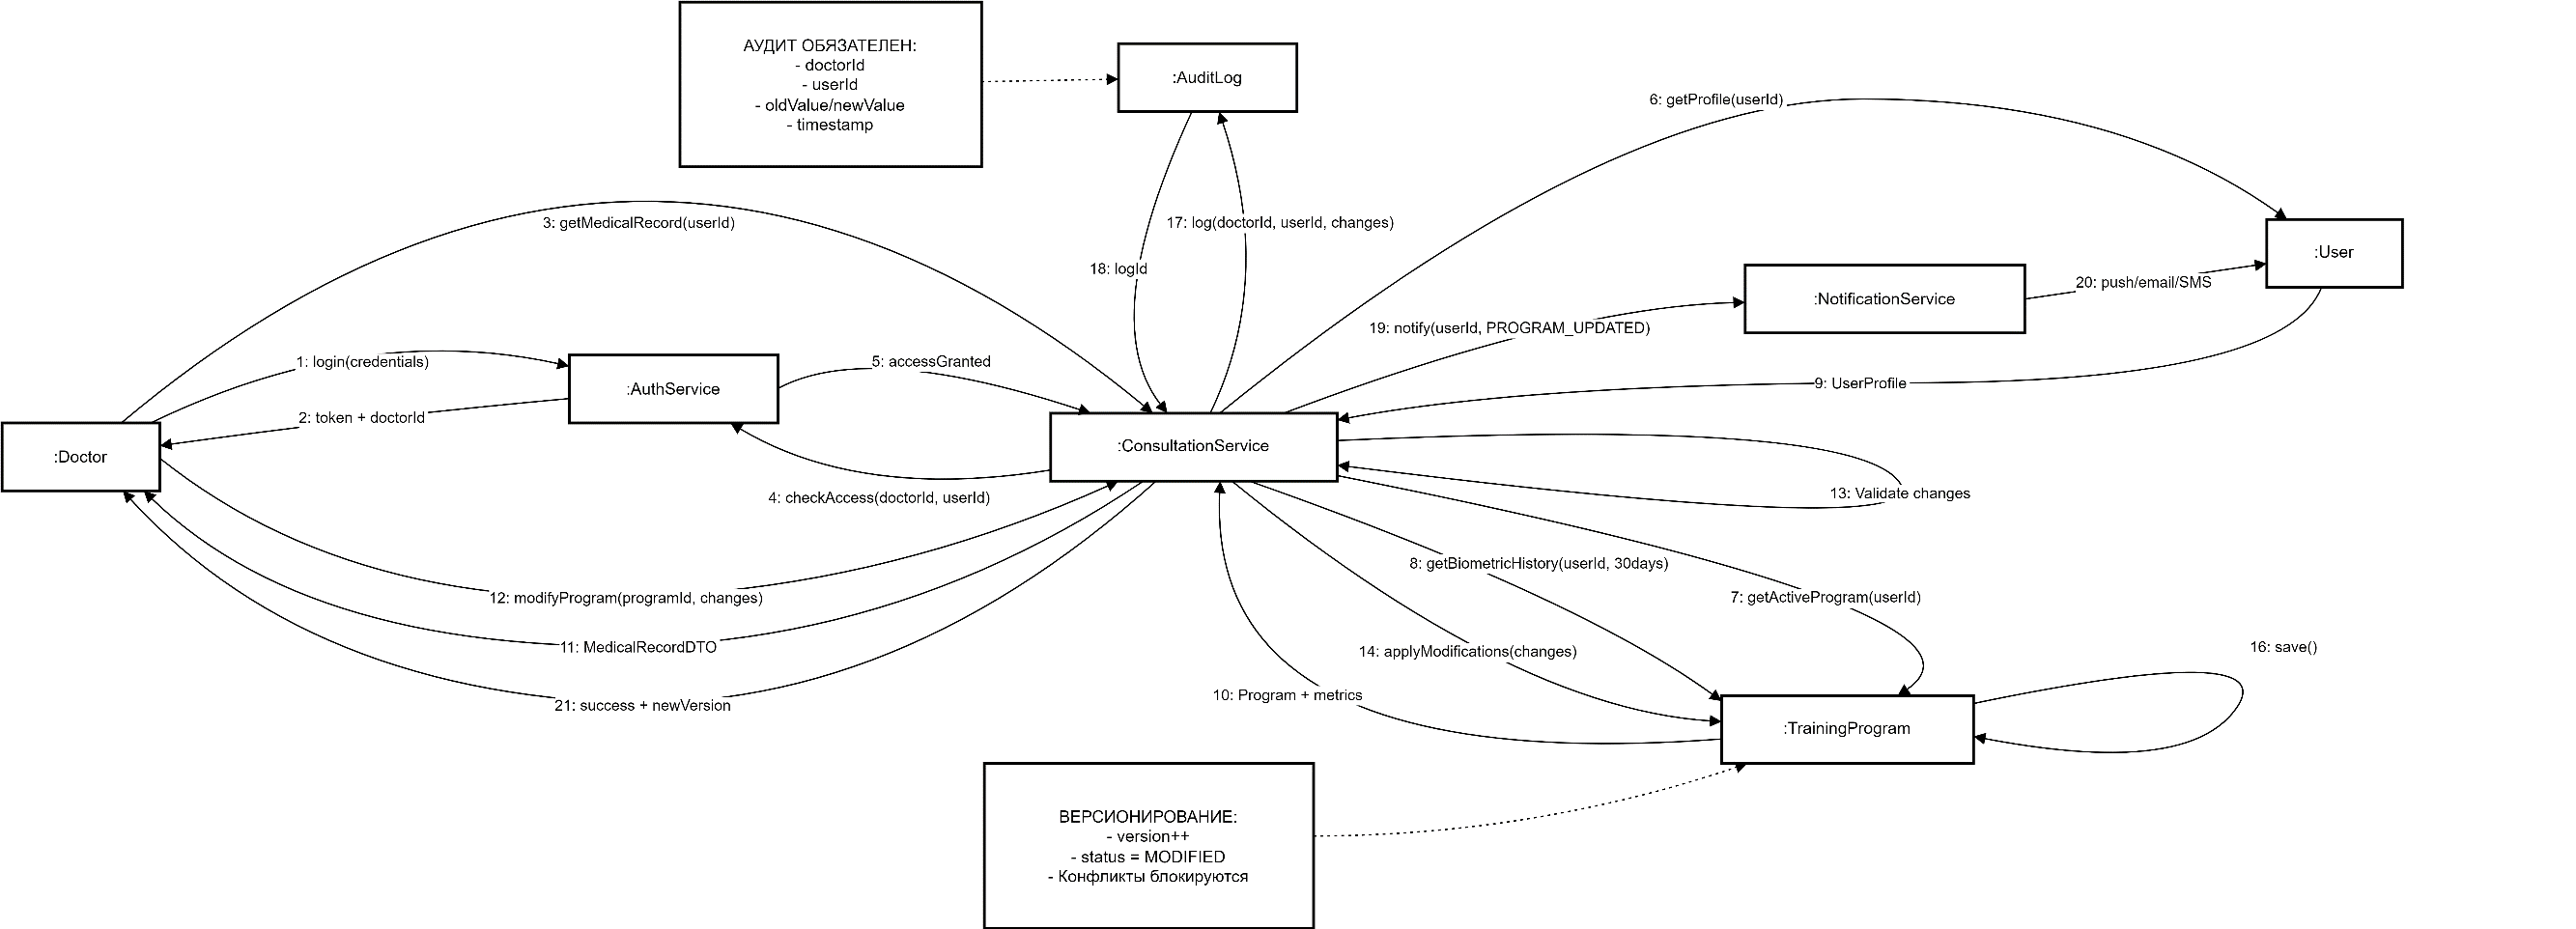 АУДИТ ОБЯЗАТЕЛЕН:
- doctorId
- userId
- oldValue/newValue
- timestamp
:AuditLog
6: getProfile(userId)
3: getMedicalRecord(userId)
17: log(doctorId, userId, changes)
18: logId
:User
20: push/email/SMS
:NotificationService
19: notify(userId, PROGRAM_UPDATED)
1: login(credentials)
5: accessGranted
:AuthService
9: UserProfile
2: token + doctorId
:ConsultationService
:Doctor
4: checkAccess(doctorId, userId)
13: Validate changes
8: getBiometricHistory(userId, 30days)
12: modifyProgram(programId, changes)
7: getActiveProgram(userId)
11: MedicalRecordDTO
14: applyModifications(changes)
16: save()
10: Program + metrics
21: success + newVersion
:TrainingProgram
ВЕРСИОНИРОВАНИЕ:
- version++
- status = MODIFIED
- Конфликты блокируются